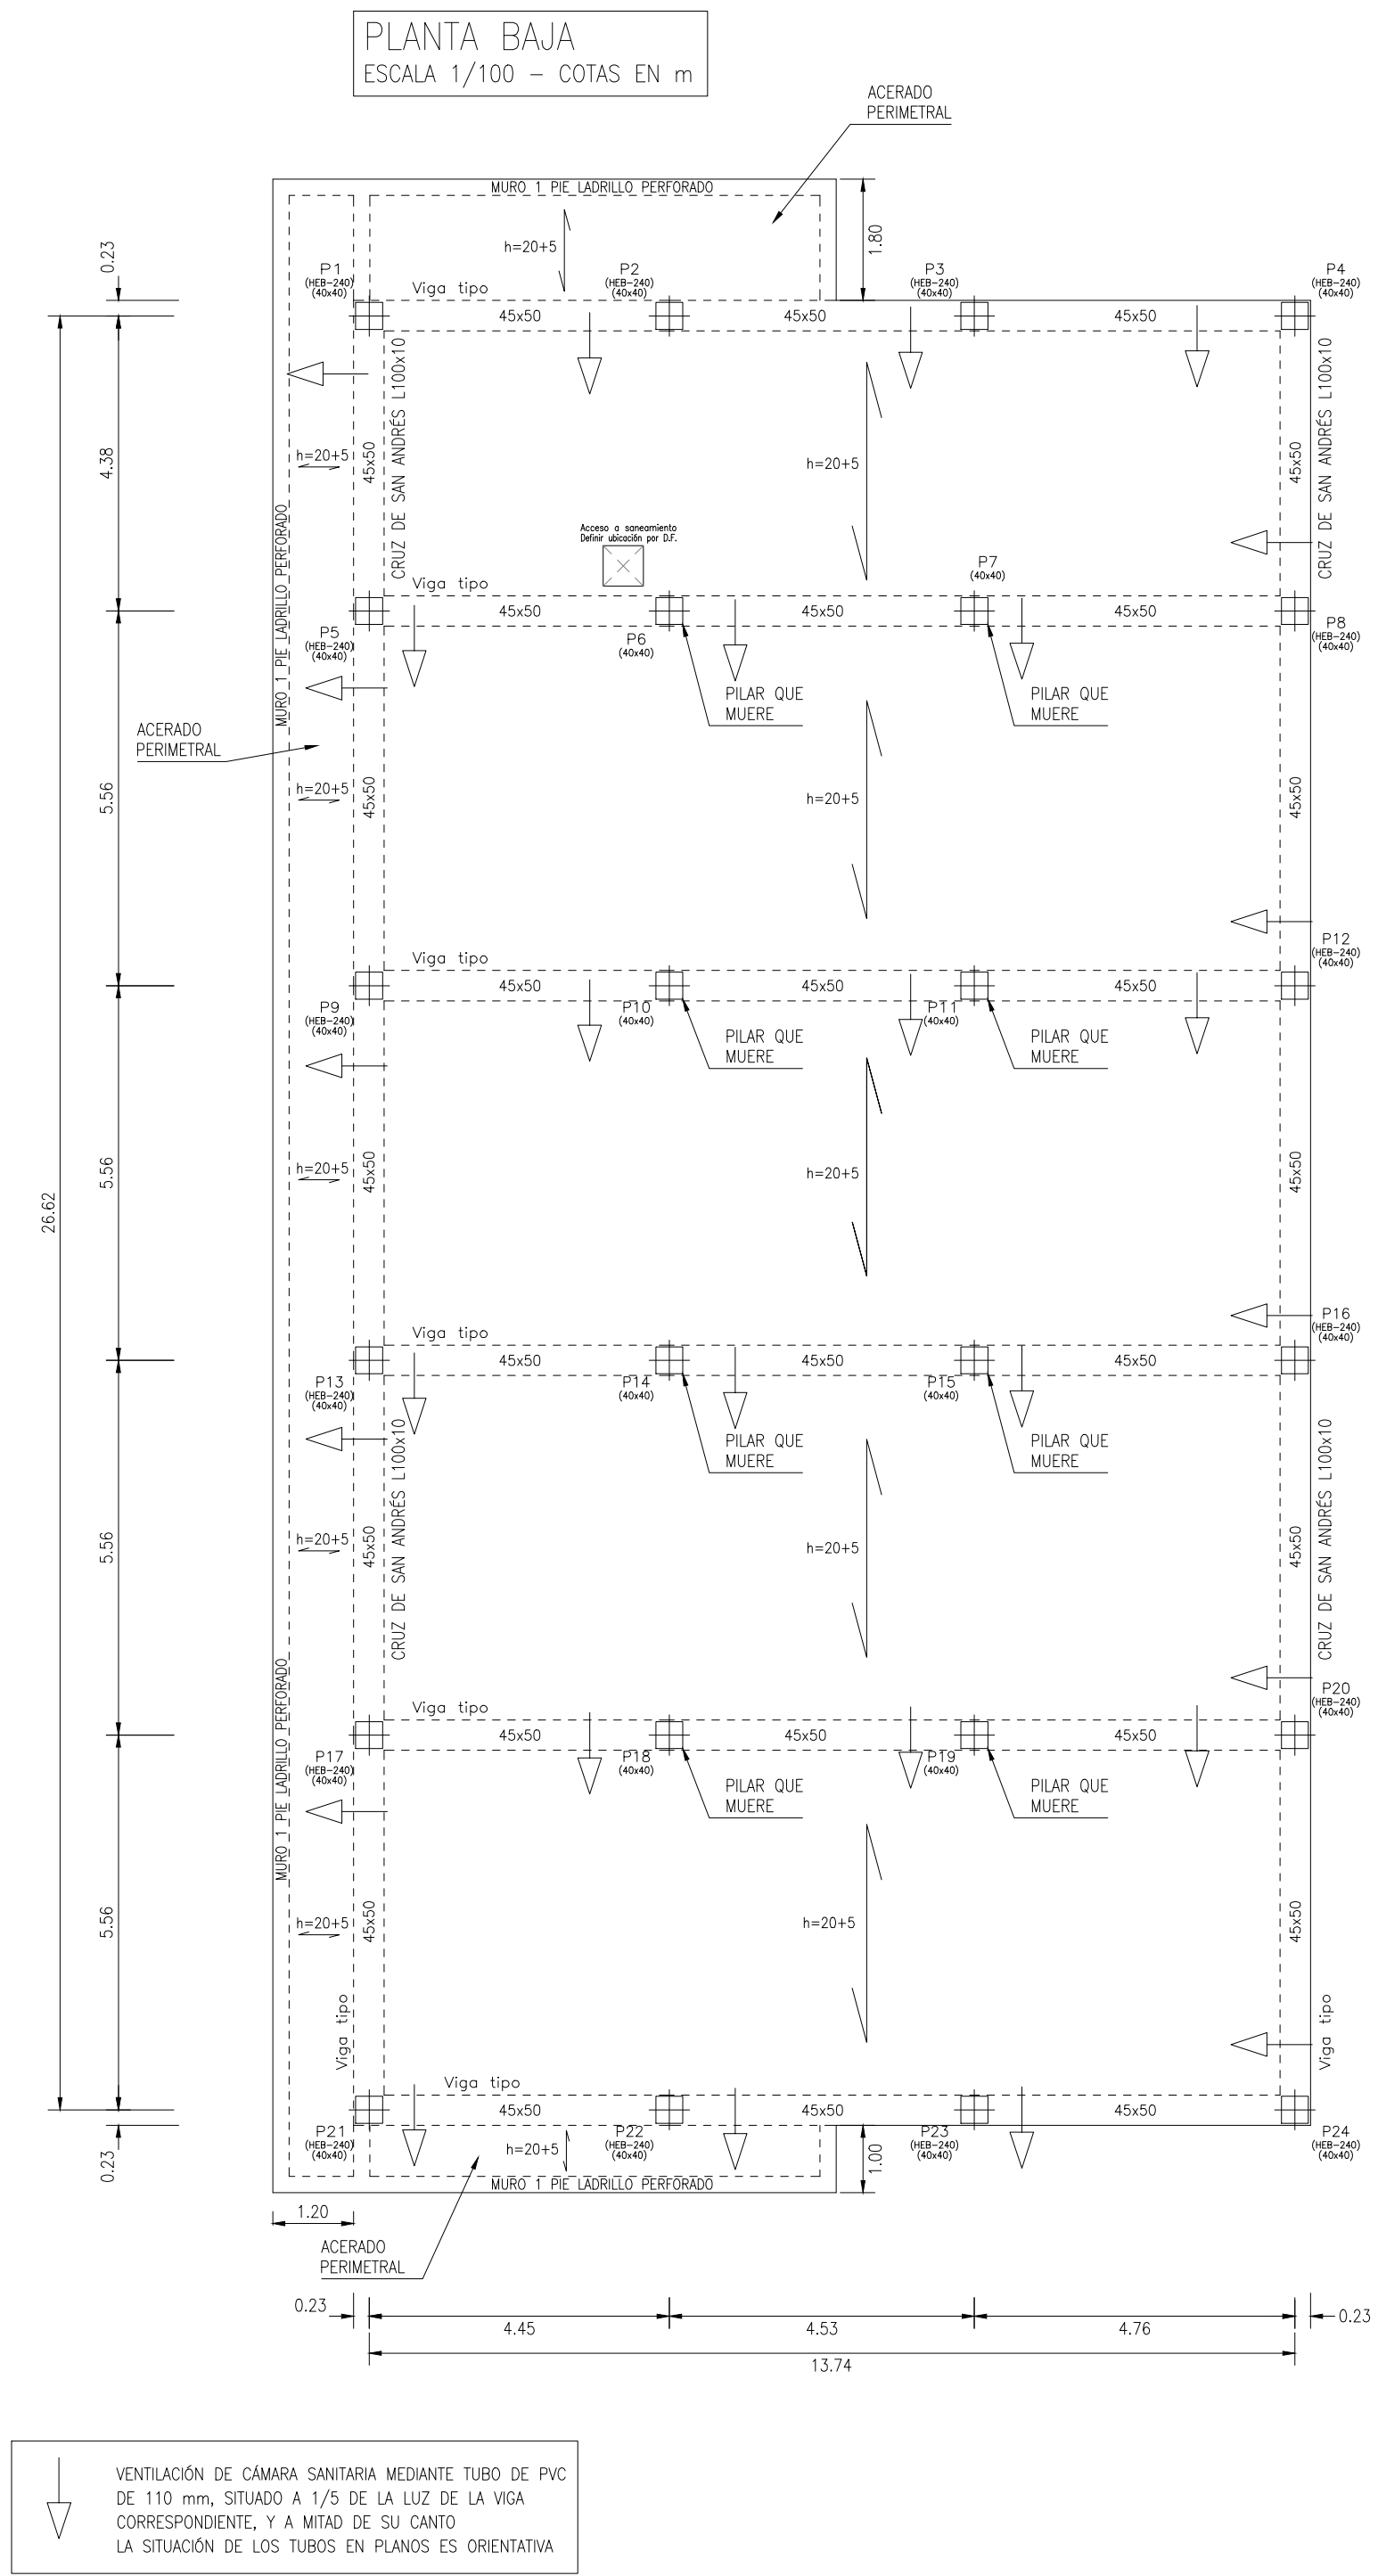 PLANTA BAJA
ESCALA 1/100 - COTAS EN m
ACERADO
PERIMETRAL
MURO 1 PIE LADRILLO PERFORADO
1.80
h=20+5
0.23
P1
(HEB-240)
(40x40)
Viga tipo
P2
(HEB-240)
(40x40)
P3
(HEB-240)
(40x40)
P4
(HEB-240)
(40x40)
45x50
45x50
45x50
CRUZ DE SAN ANDRÉS L100x10
CRUZ DE SAN ANDRÉS L100x10
4.38
h=20+5
45x50
h=20+5
45x50
MURO 1 PIE LADRILLO PERFORADO
Acceso a saneamiento
Definir ubicación por D.F.
P7
(40x40)
Viga tipo
45x50
45x50
45x50
P5
(HEB-240)
(40x40)
P6
(40x40)
P8
(HEB-240)
(40x40)
PILAR QUE
MUERE
PILAR QUE
MUERE
ACERADO
PERIMETRAL
5.56
h=20+5
45x50
h=20+5
45x50
P12
(HEB-240)
(40x40)
Viga tipo
45x50
45x50
45x50
P9
(HEB-240)
(40x40)
P10
(40x40)
P11
(40x40)
PILAR QUE
MUERE
PILAR QUE
MUERE
26.62
5.56
h=20+5
45x50
h=20+5
45x50
P16
(HEB-240)
(40x40)
Viga tipo
45x50
45x50
45x50
P13
(HEB-240)
(40x40)
P14
(40x40)
P15
(40x40)
PILAR QUE
MUERE
PILAR QUE
MUERE
CRUZ DE SAN ANDRÉS L100x10
CRUZ DE SAN ANDRÉS L100x10
5.56
h=20+5
45x50
h=20+5
45x50
MURO 1 PIE LADRILLO PERFORADO
P20
(HEB-240)
(40x40)
Viga tipo
45x50
45x50
45x50
P17
(HEB-240)
(40x40)
P18
(40x40)
P19
(40x40)
PILAR QUE
MUERE
PILAR QUE
MUERE
5.56
h=20+5
45x50
h=20+5
45x50
Viga tipo
Viga tipo
Viga tipo
45x50
45x50
45x50
P21
(HEB-240)
(40x40)
P22
(HEB-240)
(40x40)
P23
(HEB-240)
(40x40)
P24
(HEB-240)
(40x40)
0.23
h=20+5
1.00
MURO 1 PIE LADRILLO PERFORADO
1.20
ACERADO
PERIMETRAL
0.23
4.45
4.53
4.76
0.23
13.74
VENTILACIÓN DE CÁMARA SANITARIA MEDIANTE TUBO DE PVC
DE 110 mm, SITUADO A 1/5 DE LA LUZ DE LA VIGA
CORRESPONDIENTE, Y A MITAD DE SU CANTO
LA SITUACIÓN DE LOS TUBOS EN PLANOS ES ORIENTATIVA